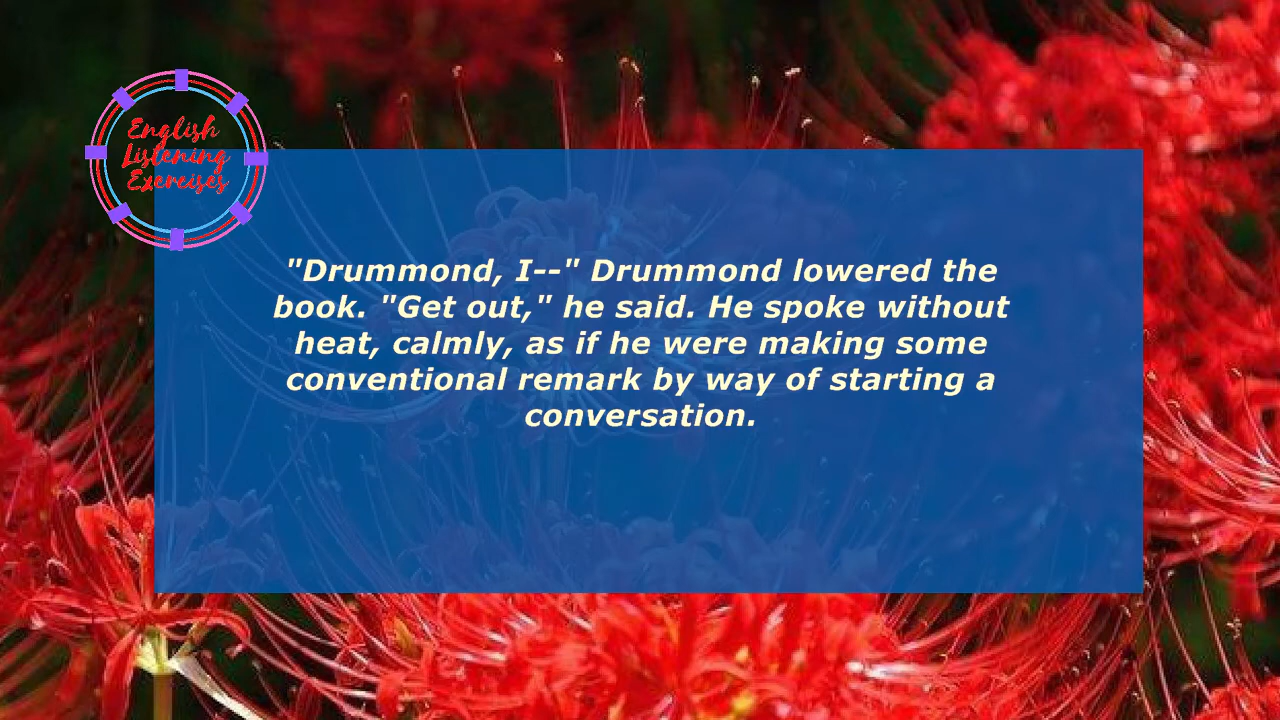 English
Listening
Exercises
"Drummond, I--" Drummond lowered the
book. "Get out," he said. He spoke without
heat, calmly, as if he were making some
conventional remark by way of starting a
conversation.